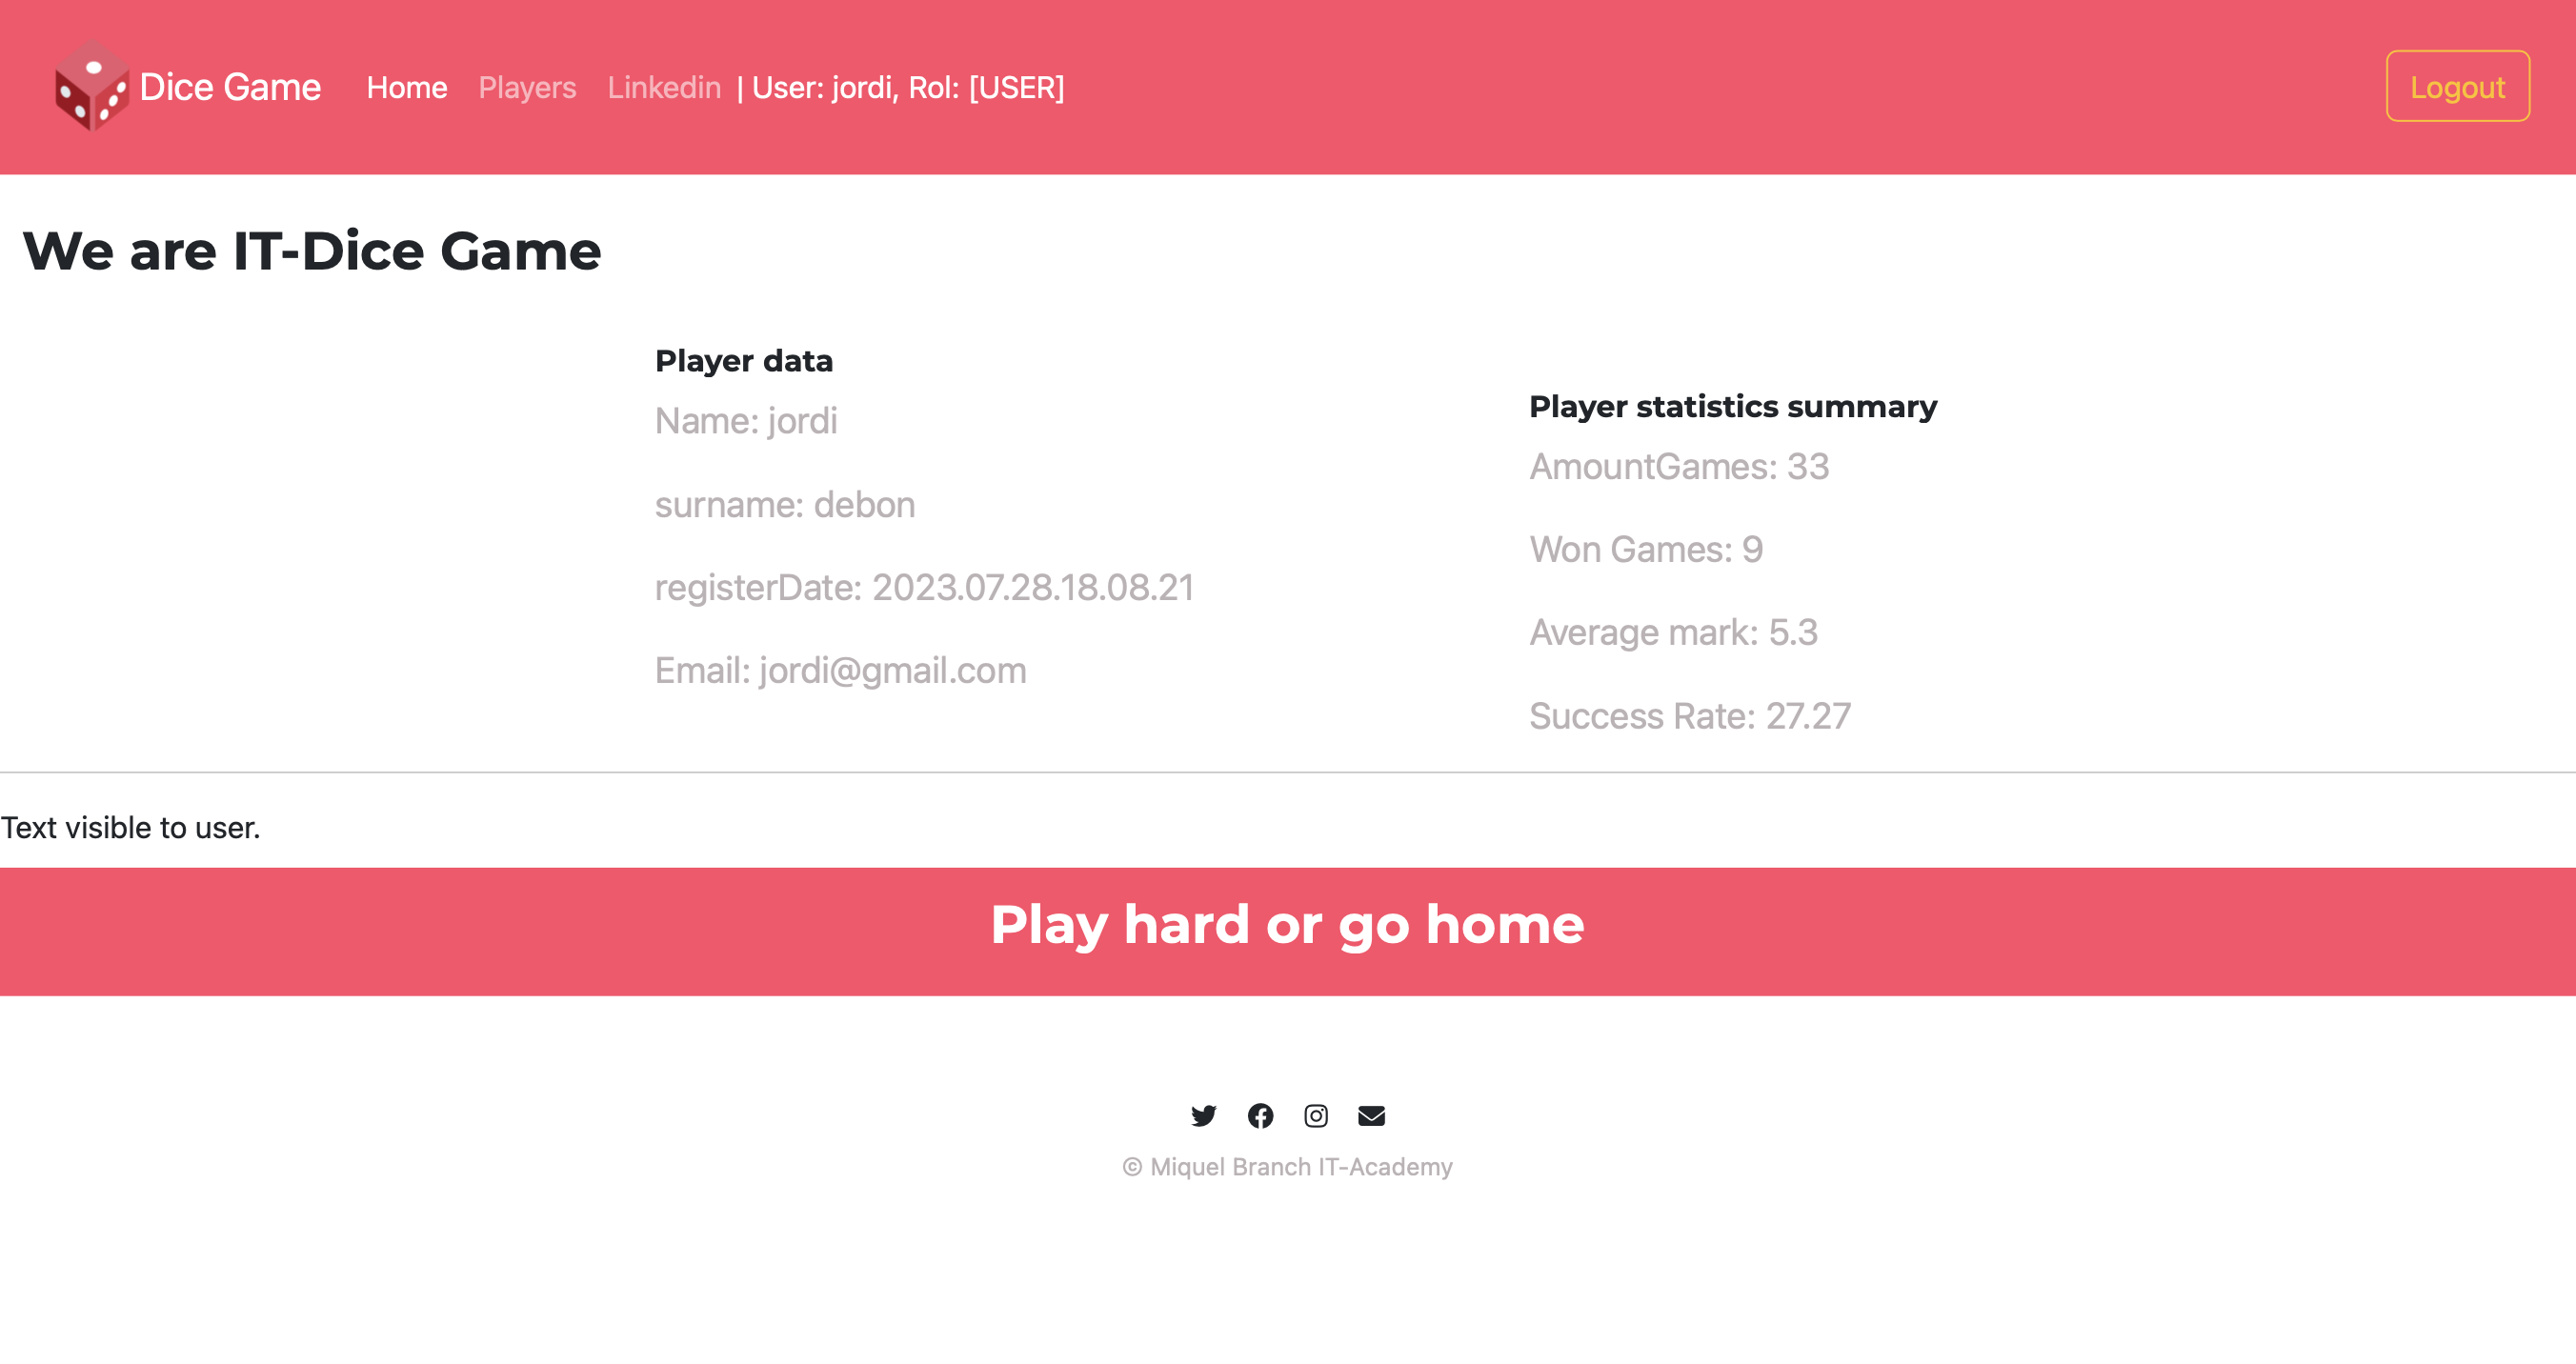 Dice Game Home Players Linkedin | User: jordi, Rol: [USER] Logout
We are IT-Dice Game
Player data
Name: jordi
surname: debon
registerDate: 2023.07.28.18.08.21
Email: jordi@gmail.com
Player statistics summary
AmountGames: 33
Won Games: 9
Average mark: 5.3
Success Rate: 27.27
Text visible to user.
Play hard or go home
© Miquel Branch IT-Academy